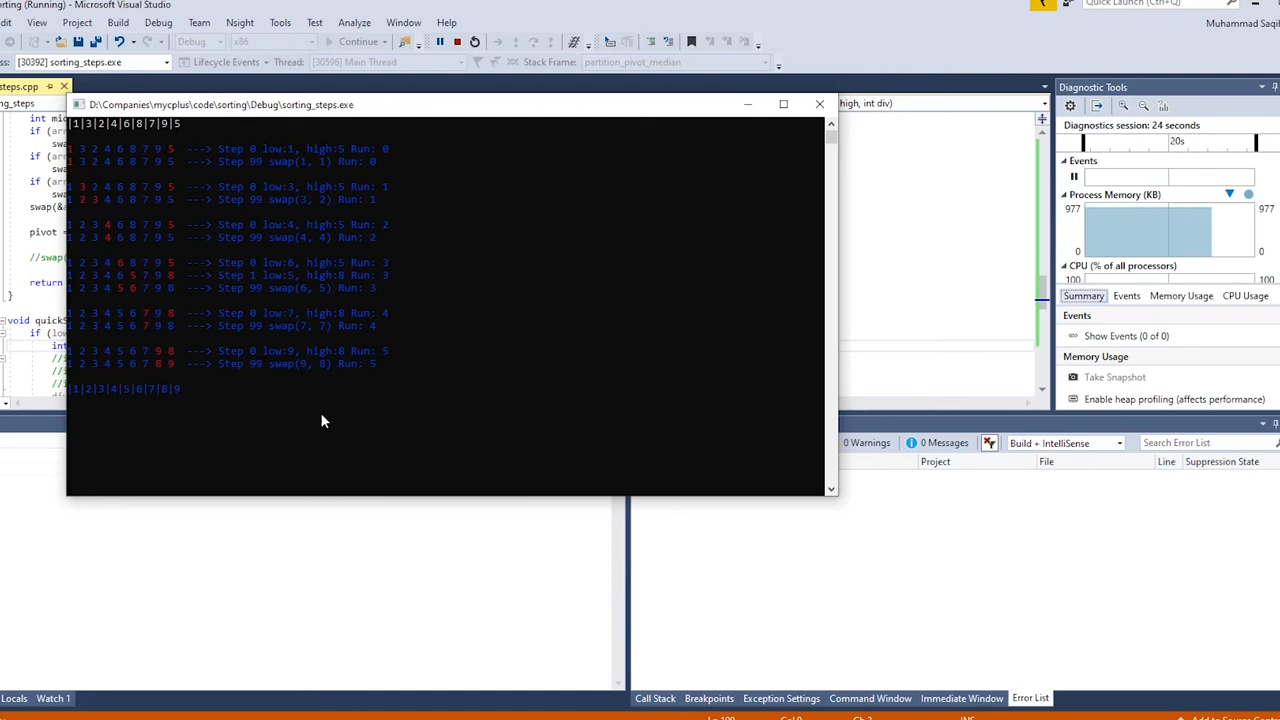 orting (Running) - Microsoft Visual Studio
Quick Launch (Ctrl+Q)
dit View Project Build Debug Team Nsight Tools Test Analyze Window Help
Muhammad Saqib
Debug x86 Continue
ss: [30392] sorting_steps.exe Lifecycle Events Thread: [30596] Main Thread Stack Frame: partition_pivot_median
steps.cpp
ng_steps
high, int div)
D:\Companies\mycplus\code\sorting\Debug\sorting_steps.exe
|1|3|2|4|6|8|7|9|5
1 3 2 4 6 8 7 9 5 ---> Step 0 low:1, high:5 Run: 0
1 3 2 4 6 8 7 9 5 ---> Step 99 swap(1, 1) Run: 0
1 3 2 4 6 8 7 9 5 ---> Step 0 low:3, high:5 Run: 1
1 2 3 4 6 8 7 9 5 ---> Step 99 swap(3, 2) Run: 1
1 2 3 4 6 8 7 9 5 ---> Step 0 low:4, high:5 Run: 2
1 2 3 4 6 8 7 9 5 ---> Step 99 swap(4, 4) Run: 2
1 2 3 4 6 8 7 9 5 ---> Step 0 low:6, high:5 Run: 3
1 2 3 4 6 5 7 9 8 ---> Step 1 low:5, high:8 Run: 3
1 2 3 4 5 6 7 9 8 ---> Step 99 swap(6, 5) Run: 3
1 2 3 4 5 6 7 9 8 ---> Step 0 low:7, high:8 Run: 4
1 2 3 4 5 6 7 9 8 ---> Step 99 swap(7, 7) Run: 4
1 2 3 4 5 6 7 9 8 ---> Step 0 low:9, high:8 Run: 5
1 2 3 4 5 6 7 8 9 ---> Step 99 swap(9, 8) Run: 5
|1|2|3|4|5|6|7|8|9
int mid
if (arr
swa
if (arr
swa
if (arr
swa
swap(&a
pivot =
//swap(
return
}
void quickS
if (low
int
//i
//i
//i
di
Diagnostic Tools
Diagnostics session: 24 seconds
20s
Events
Process Memory (KB)
977 977
0 0
CPU (% of all processors)
100 100
Summary Events Memory Usage CPU Usage
Events
Show Events (0 of 0)
Memory Usage
Take Snapshot
Enable heap profiling (affects performance)
0 Warnings 0 Messages Build + IntelliSense Search Error List
Project File Line Suppression State
Locals Watch 1
Call Stack Breakpoints Exception Settings Command Window Immediate Window Error List